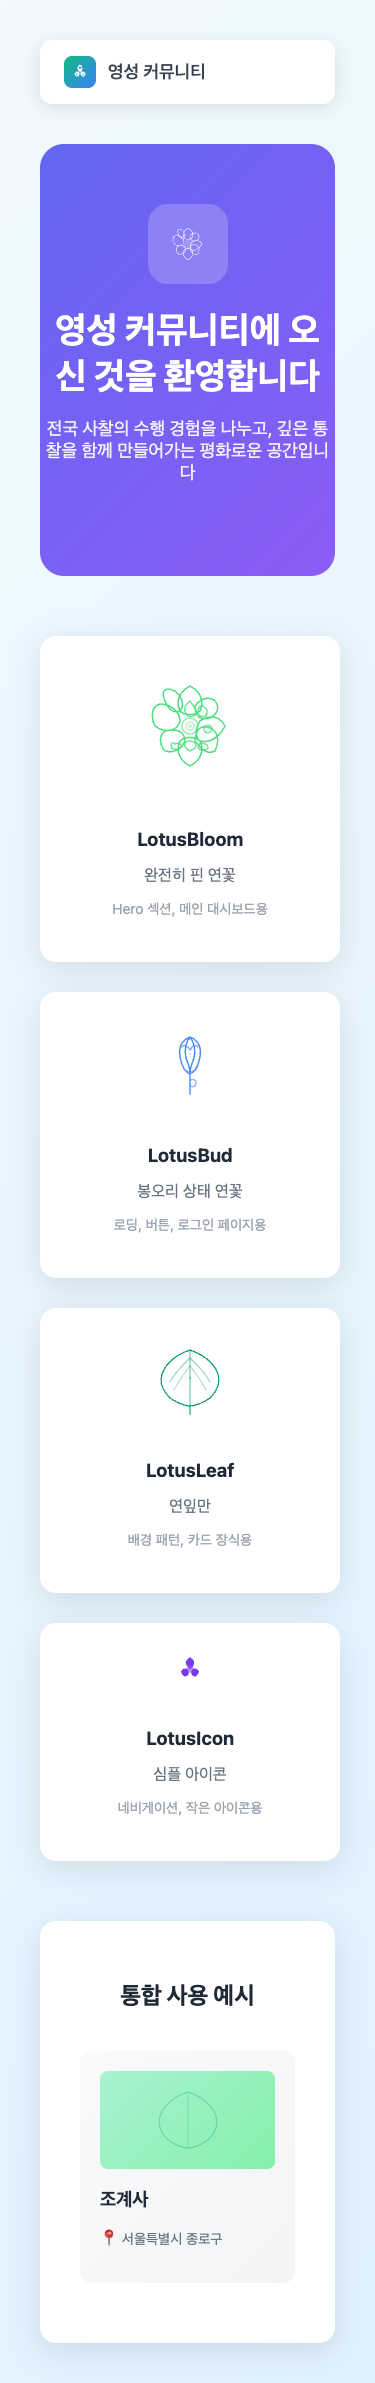 영성 커뮤니티
영성 커뮤니티에 오
신 것을 환영합니다
전국 사찰의 수행 경험을 나누고, 깊은 통
찰을 함께 만들어가는 평화로운 공간입니
다
LotusBloom
완전히 핀 연꽃
Hero 섹션, 메인 대시보드용
LotusBud
봉오리 상태 연꽃
로딩, 버튼, 로그인 페이지용
LotusLeaf
연잎만
배경 패턴, 카드 장식용
LotusIcon
심플 아이콘
네비게이션, 작은 아이콘용
통합 사용 예시
조계사
📍 서울특별시 종로구